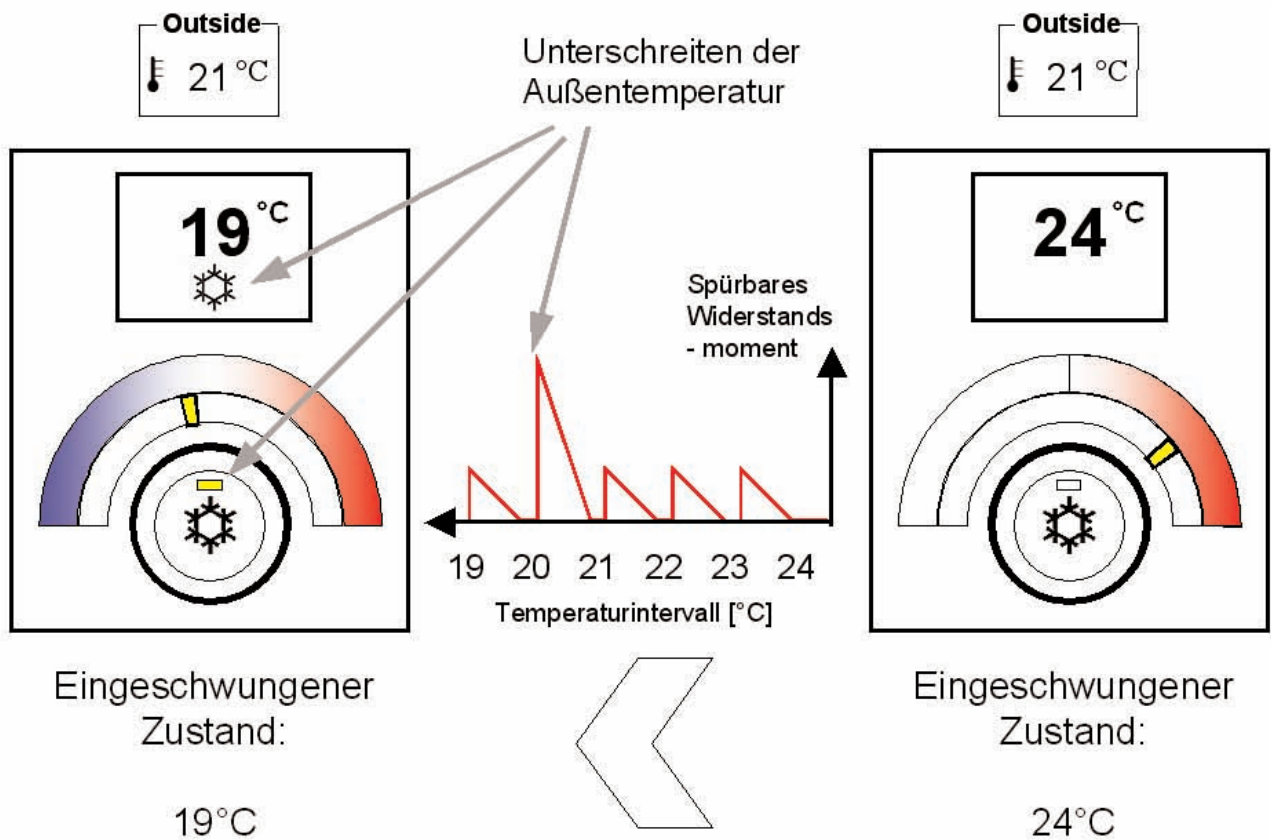 Outside
21 °C
Unterschreiten der
Außentemperatur
Outside
21 °C
19 °C
24 °C
Spürbares
Widerstands
- moment
19 20 21 22 23 24
Temperaturintervall [°C]
Eingeschwungener
Zustand:
19°C
Eingeschwungener
Zustand:
24°C